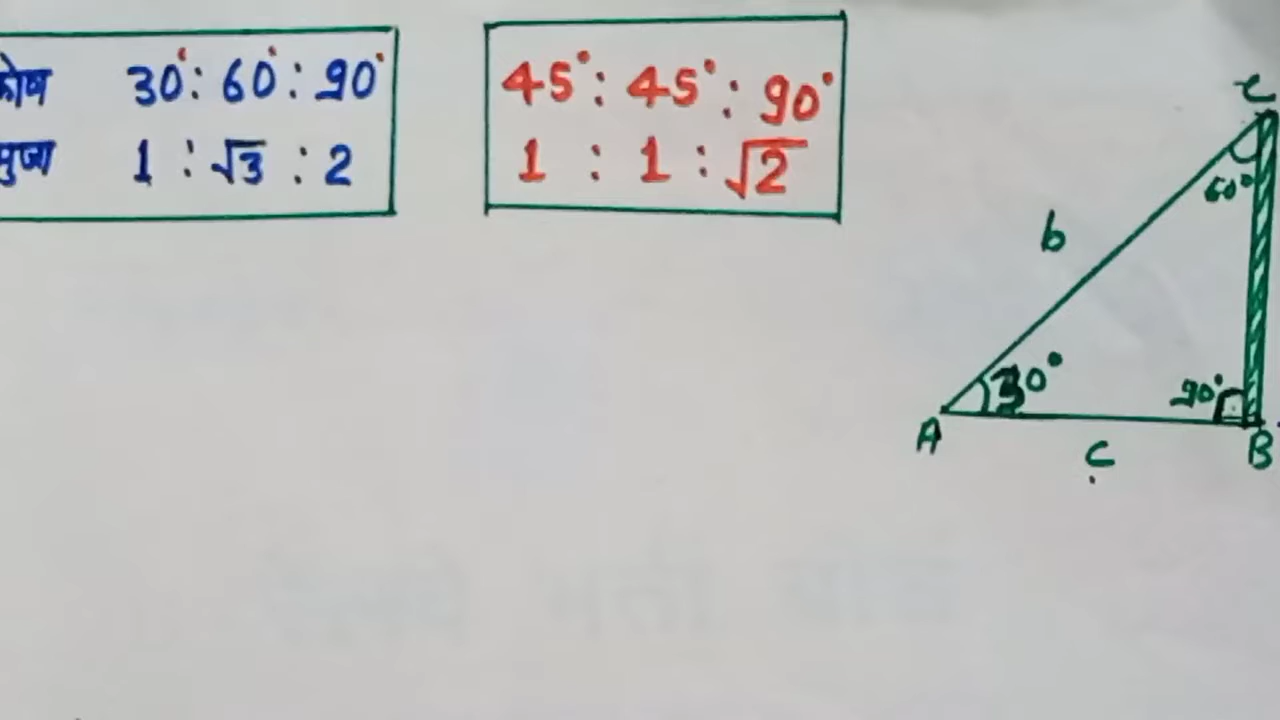 कोण 30° : 60° : 90°
भुजा 1 : √3 : 2
45° : 45° : 90°
1 : 1 : √2
C
60°
b
30°
90°
A
B
c